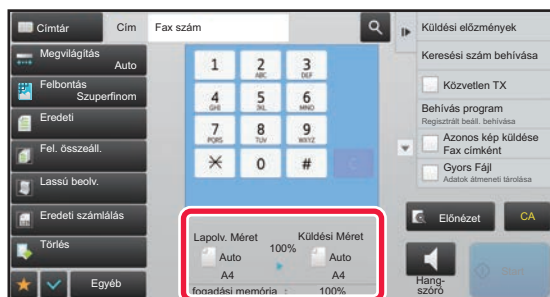 Címtár
Cím
Fax szám
Megvilágítás
Auto
Felbontás
Szuperfinom
Eredeti
Fel. összeáll.
Lassú beolv.
Eredeti számlálás
Törlés
Egyéb
1
2
ABC
3
DEF
4
GHI
5
JKL
6
MNO
7
PQRS
8
TUV
9
WXYZ
0
#
C
Lapolv. Méret
100%
Küldési Méret
Auto
A4
Auto
A4
fogadási memória : 100%
Küldési előzmények
Keresési szám behívása
Közvetlen TX
Behívás program
Regisztrált beáll. behívása
Azonos kép küldése
Fax címként
Gyors Fájl
Adatok átmeneti tárolása
Előnézet
CA
Hang-
szóró
Start